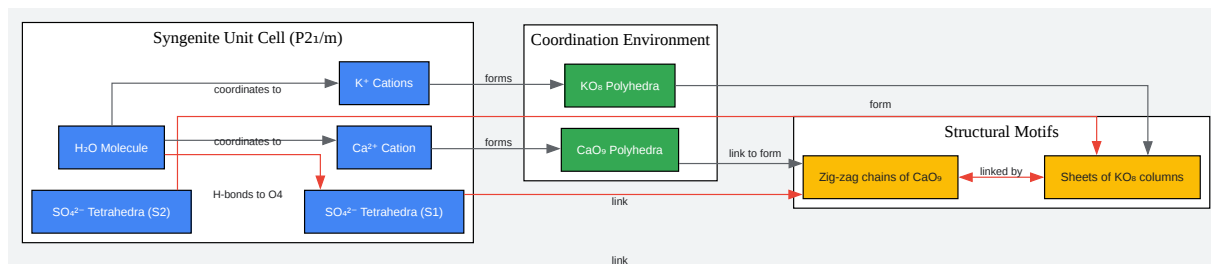 Syngenite Unit Cell (P2₁/m)
Coordination Environment
K⁺ Cations
forms
KO₈ Polyhedra
coordinates to
form
H₂O Molecule
coordinates to
Ca²⁺ Cation
forms
CaO₉ Polyhedra
link to form
Structural Motifs
Zig-zag chains of CaO₉
linked by
Sheets of KO₈ columns
H-bonds to O4
SO₄²⁻ Tetrahedra (S2)
SO₄²⁻ Tetrahedra (S1)
link
link